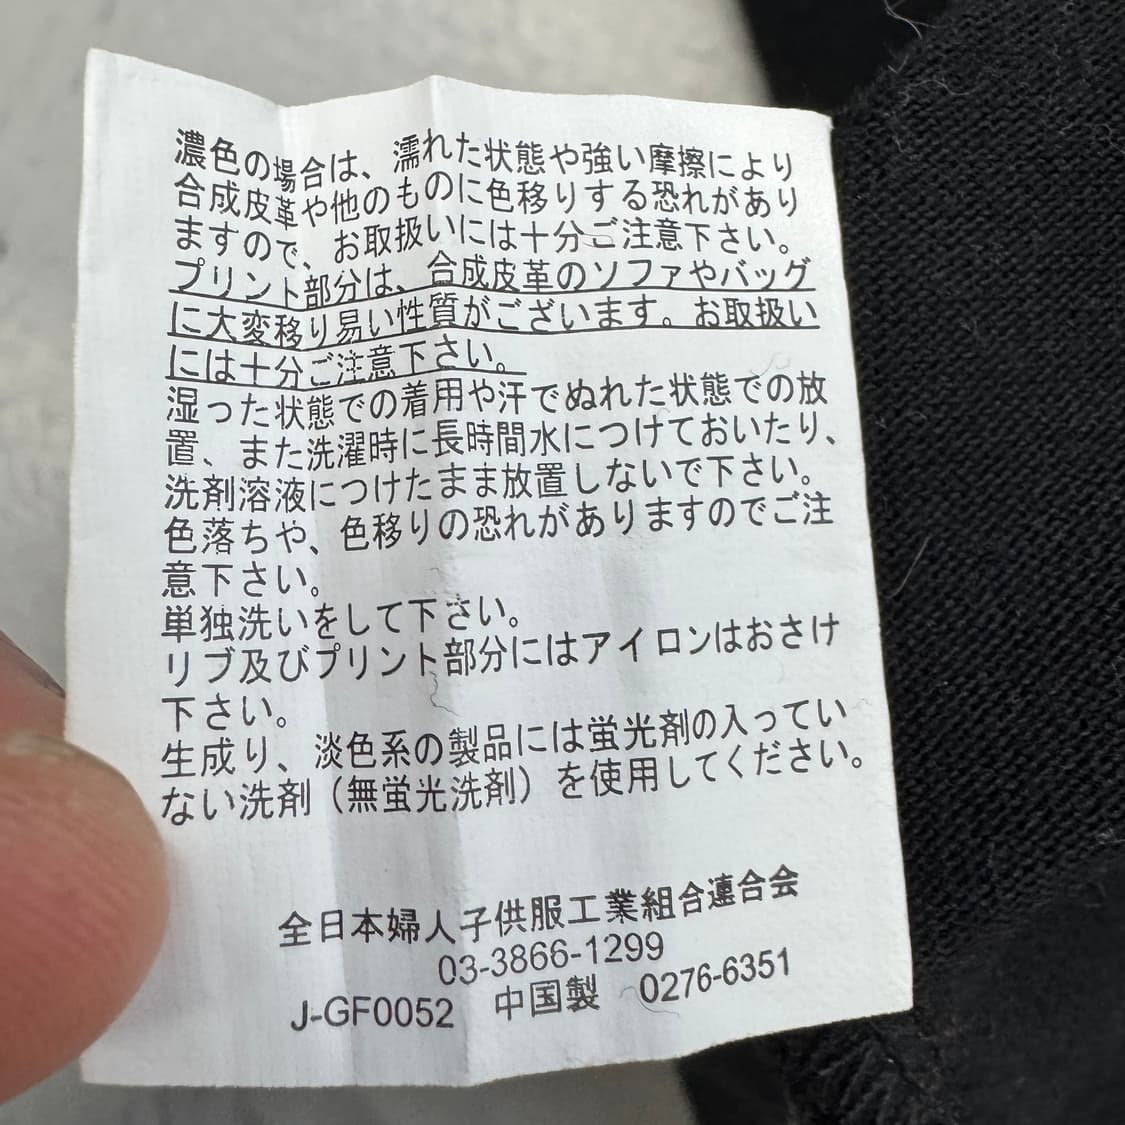 濃色の場合は、濡れた状態や強い摩擦により
合成皮革や他のものに色移りする恐れがあり
ますので、お取扱いには十分ご注意下さい。
プリント部分は、合成皮革のソファやバッグ
に大変移り易い性質がございます。お取扱い
には十分ご注意下さい。
湿った状態での着用や汗でぬれた状態での放
置、また洗濯時に長時間水につけておいたり、
洗剤溶液につけたまま放置しないで下さい。
色落ちや、色移りの恐れがありますのでご注
意下さい。
単独洗いをして下さい。
リブ及びプリント部分にはアイロンはおさけ
下さい。
生成り、淡色系の製品には蛍光剤の入ってい
ない洗剤（無蛍光洗剤）を使用してください。
全日本婦人子供服工業組合連合会
03-3866-1299
J-GF0052 中国製 0276-6351